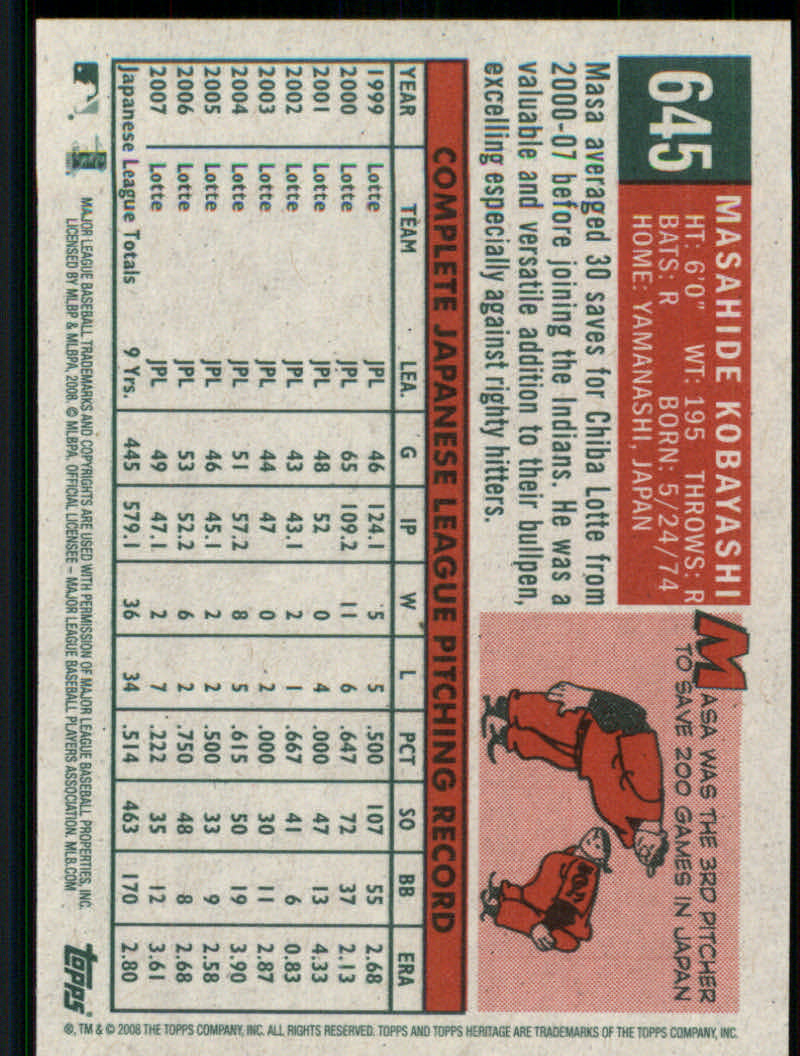 645
MASAHIDE KOBAYASHI
HT: 6'0" WT: 195 THROWS: R
BATS: R BORN: 5/24/74
HOME: YAMANASHI, JAPAN
Masa averaged 30 saves for Chiba Lotte from
2000-07 before joining the Indians. He was a
valuable and versatile addition to their bullpen,
excelling especially against righty hitters.
MASA WAS THE 3RD PITCHER
TO SAVE 200 GAMES IN JAPAN
COMPLETE JAPANESE LEAGUE PITCHING RECORD
YEAR TEAM LEA. G IP W L PCT SO BB ERA
1999 Lotte JPL 46 124.1 5 5 .500 107 55 2.68
2000 Lotte JPL 65 109.2 11 6 .647 72 37 2.13
2001 Lotte JPL 48 52 0 4 .000 47 13 4.33
2002 Lotte JPL 43 43.1 2 1 .667 41 6 0.83
2003 Lotte JPL 44 47 0 2 .000 30 11 2.87
2004 Lotte JPL 51 57.2 8 5 .615 50 19 3.90
2005 Lotte JPL 46 45.1 2 2 .500 33 9 2.58
2006 Lotte JPL 53 52.2 6 2 .750 48 8 2.68
2007 Lotte JPL 49 47.1 2 7 .222 35 12 3.61
Japanese League Totals 9 Yrs. 445 579.1 36 34 .514 463 170 2.80
MAJOR LEAGUE BASEBALL TRADEMARKS AND COPYRIGHTS ARE USED WITH PERMISSION OF MAJOR LEAGUE BASEBALL PROPERTIES, INC.
LICENSED BY MLBP & MLBPA, 2008. © MLBPA. OFFICIAL LICENSEE – MAJOR LEAGUE BASEBALL PLAYERS ASSOCIATION. MLB.COM
topps
®, TM & © 2008 THE TOPPS COMPANY, INC. ALL RIGHTS RESERVED. TOPPS AND TOPPS HERITAGE ARE TRADEMARKS OF THE TOPPS COMPANY, INC.